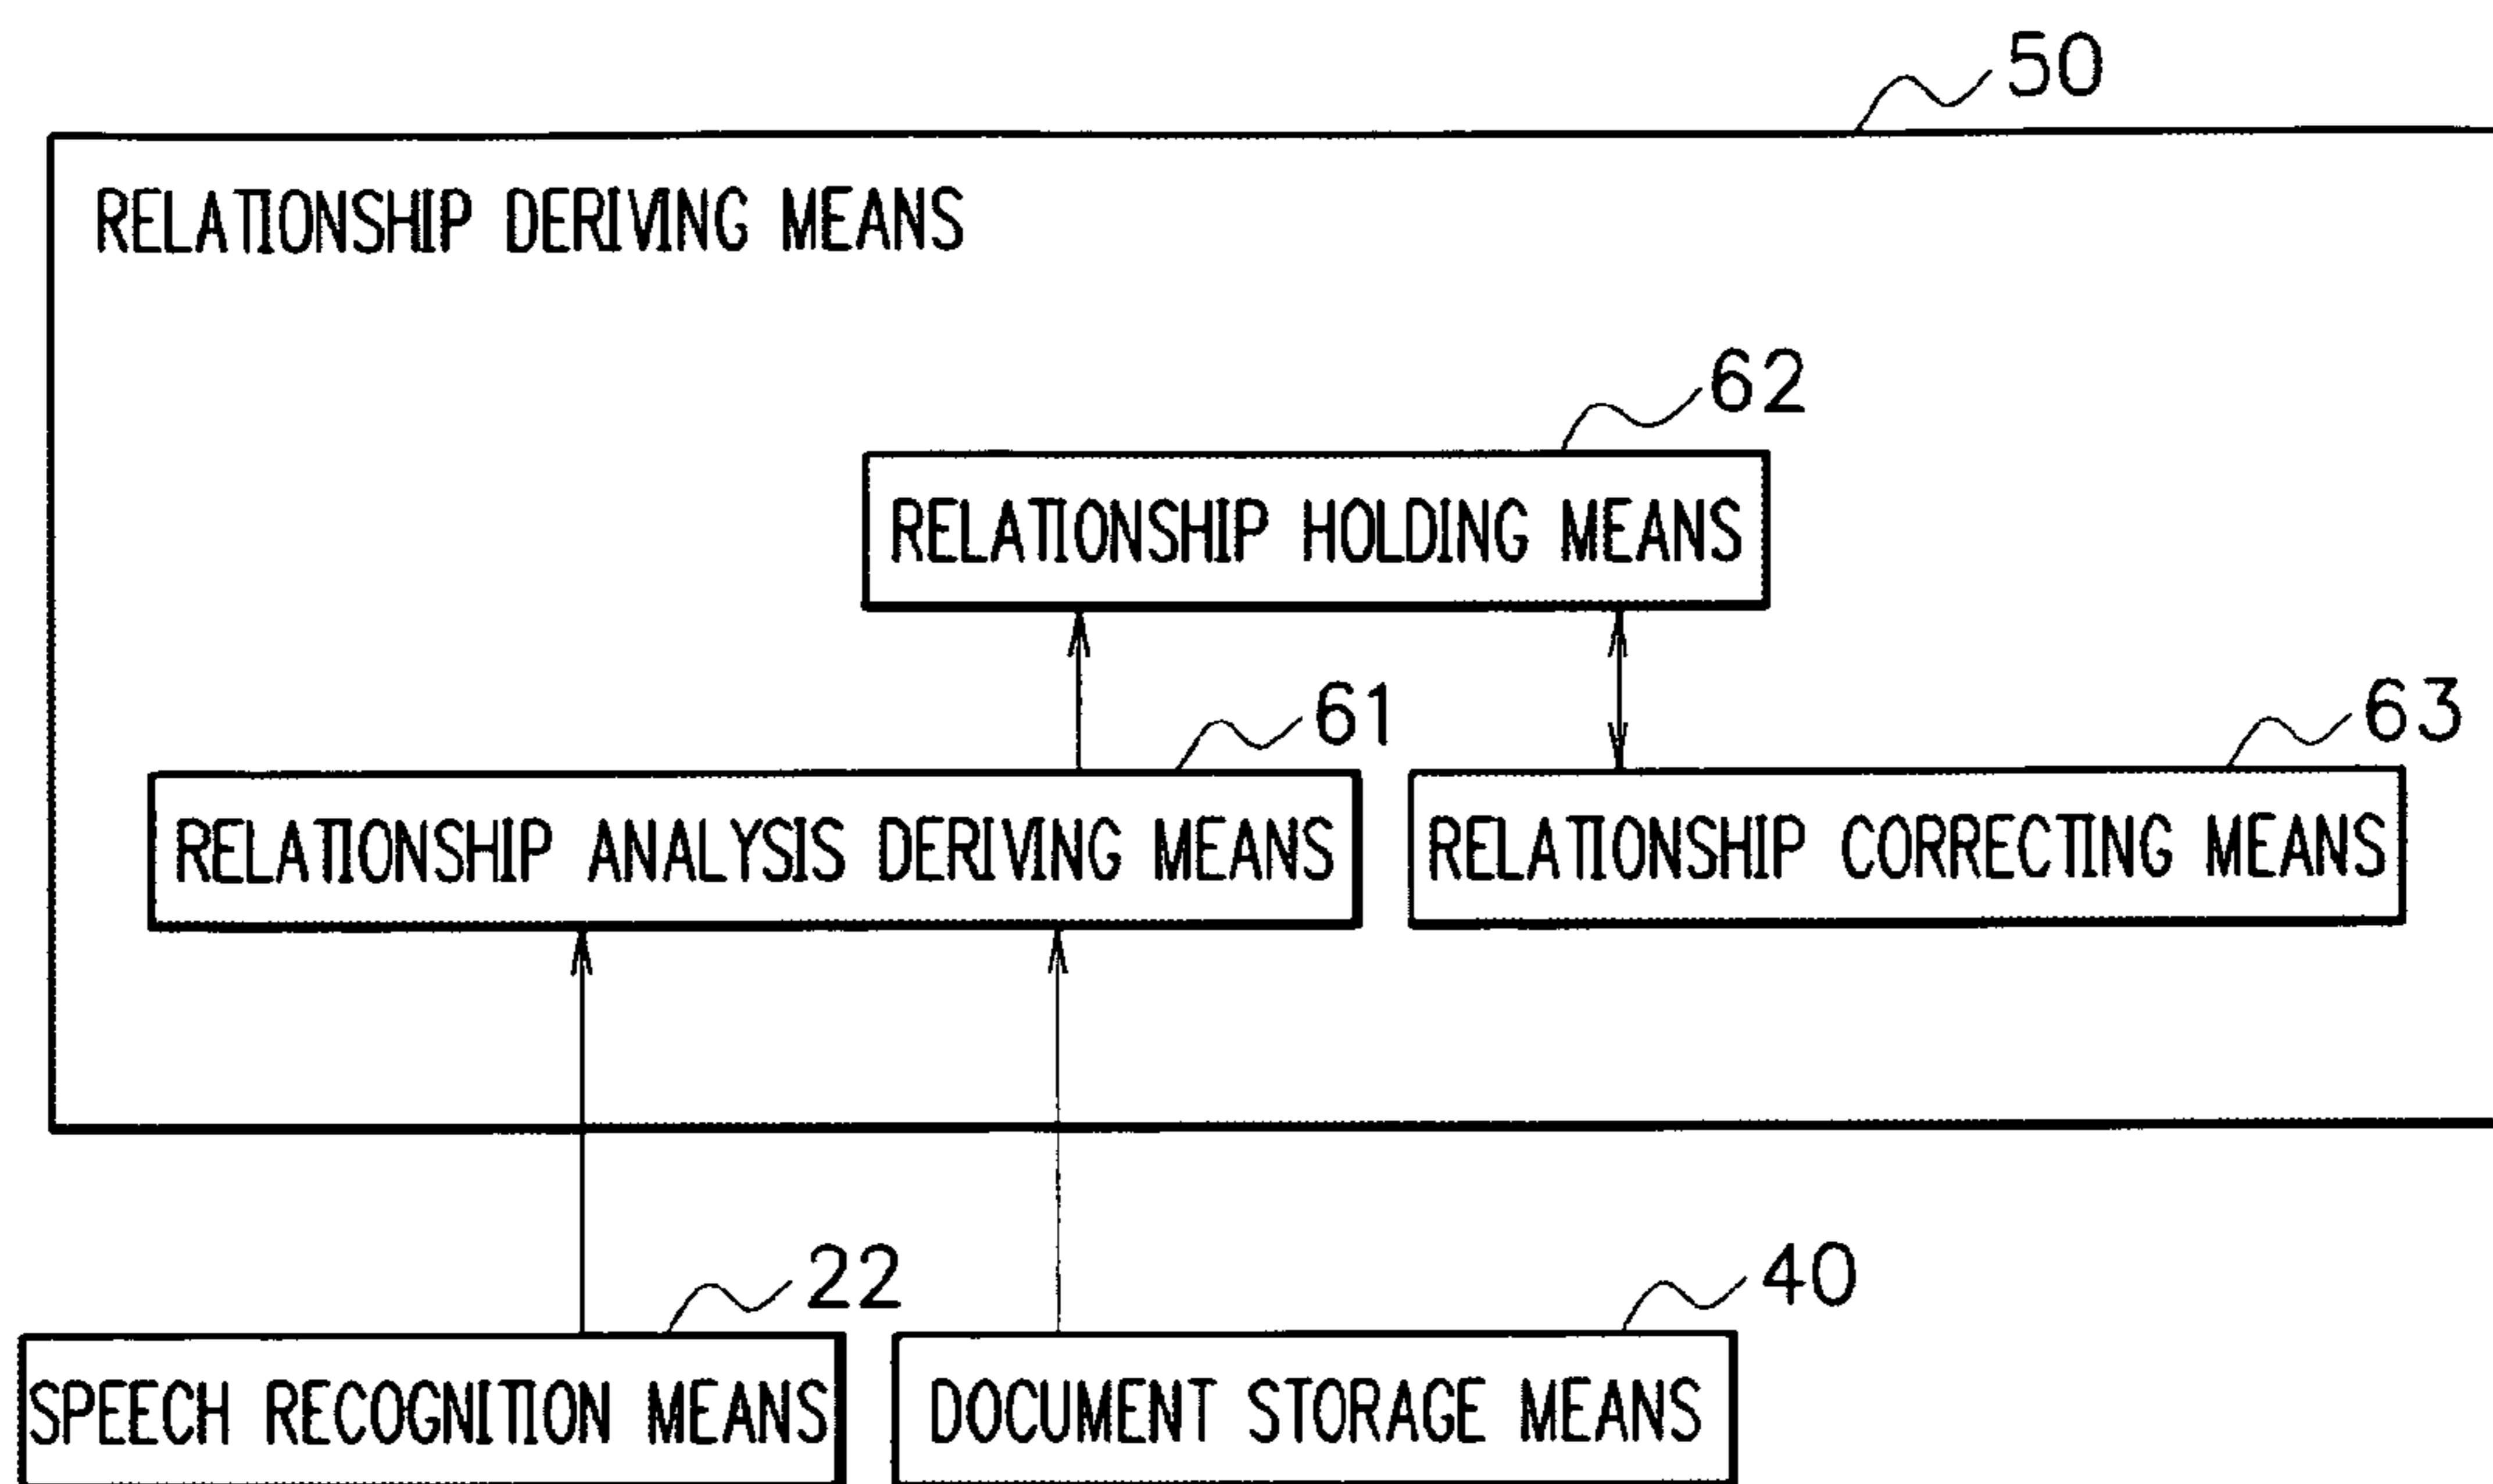 50
RELATIONSHIP DERIVING MEANS
62
RELATIONSHIP HOLDING MEANS
61
63
RELATIONSHIP ANALYSIS DERIVING MEANS
RELATIONSHIP CORRECTING MEANS
22
40
SPEECH RECOGNITION MEANS
DOCUMENT STORAGE MEANS